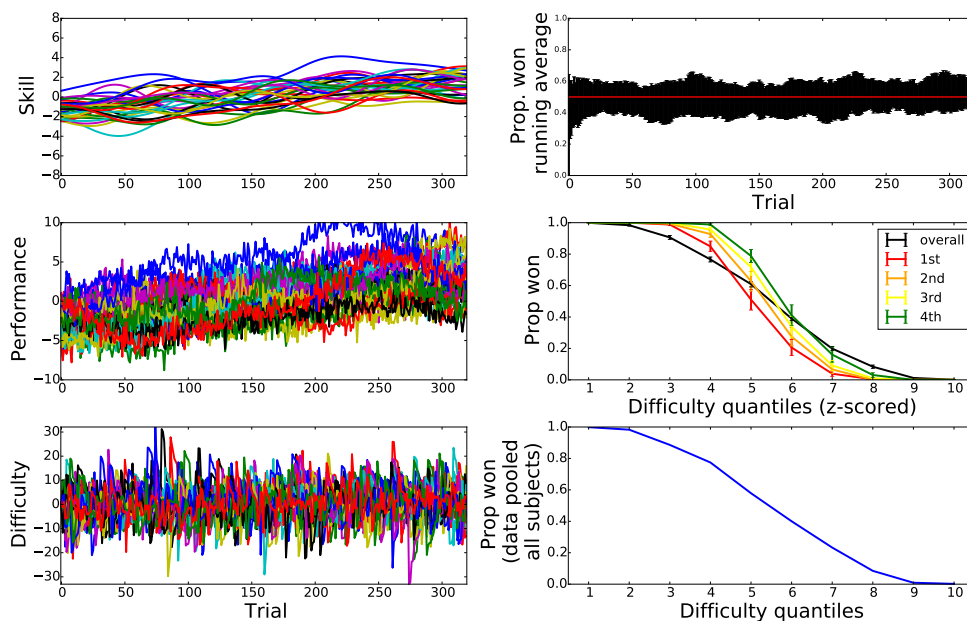 8
6
4
2
0
−2
−4
−6
−8
Skill
0 50 100 150 200 250 300
1.0
0.8
0.6
0.4
0.2
0.0
Prop. won
running average
0 50 100 150 200 250 300
Trial
10
5
0
−5
−10
Performance
0 50 100 150 200 250 300
1.0
0.8
0.6
0.4
0.2
0.0
Prop won
overall
1st
2nd
3rd
4th
1 2 3 4 5 6 7 8 9 10
Difficulty quantiles (z-scored)
30
20
10
0
−10
−20
−30
Difficulty
0 50 100 150 200 250 300
Trial
1.0
0.8
0.6
0.4
0.2
0.0
Prop won
(data pooled
all subjects)
1 2 3 4 5 6 7 8 9 10
Difficulty quantiles